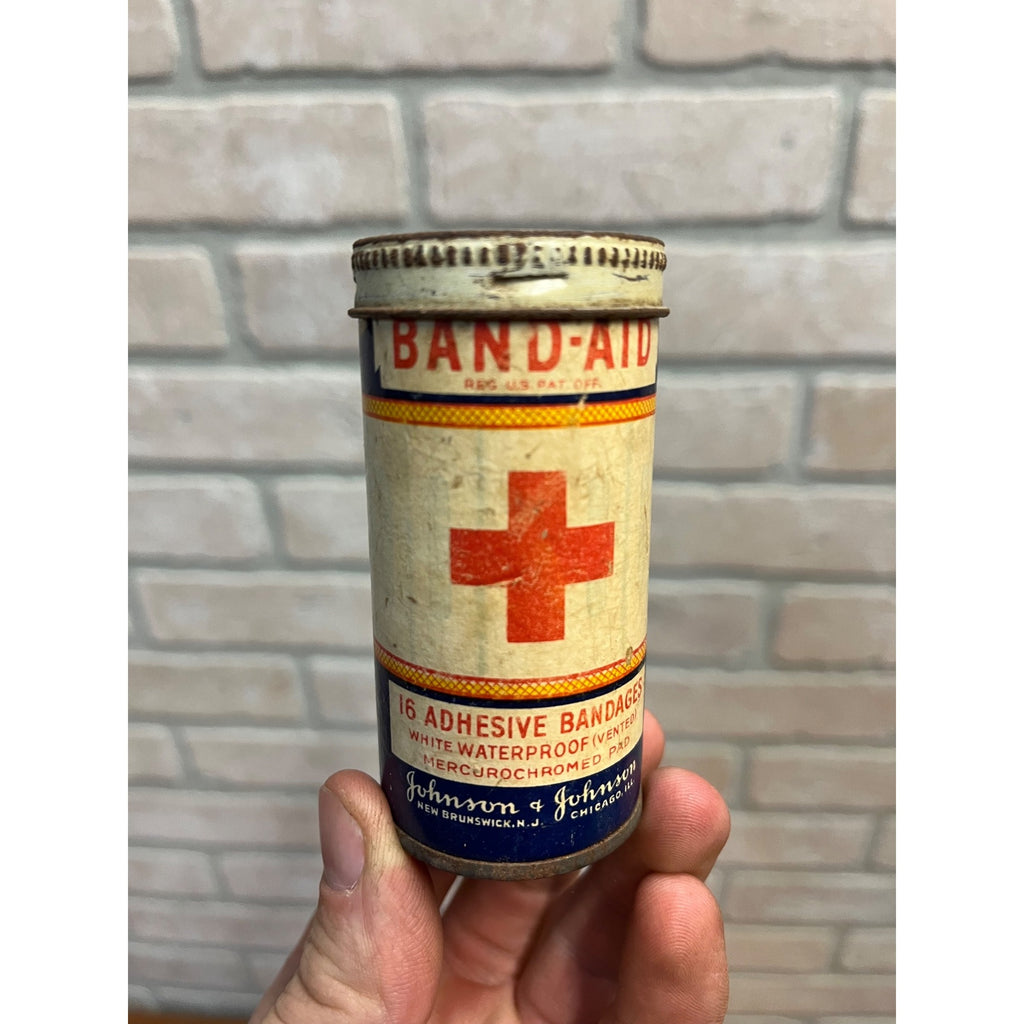 BAND-AID
REG. U.S. PAT. OFF.
16 ADHESIVE BANDAGES
WHITE WATERPROOF (VENTED)
MERCUROCHROMED PAD
Johnson & Johnson
NEW BRUNSWICK, N.J. CHICAGO, ILL.